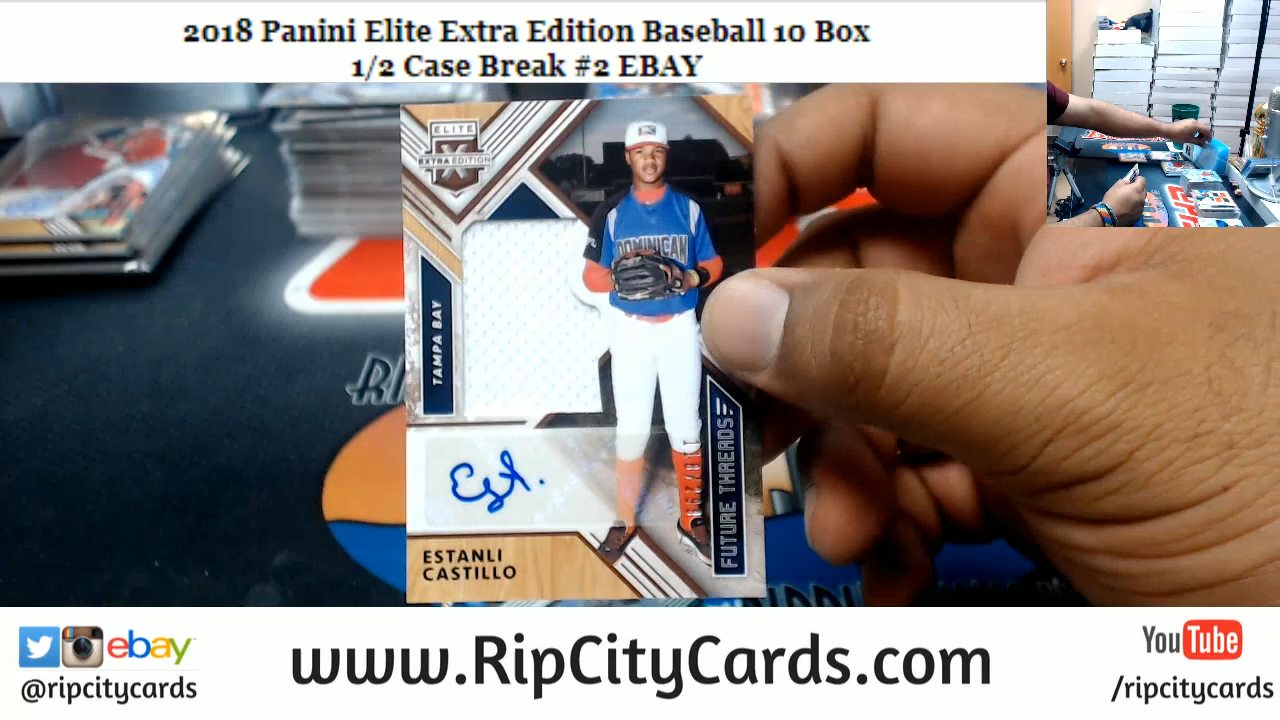 2018 Panini Elite Extra Edition Baseball 10 Box
1/2 Case Break #2 EBAY
ELITE
EXTRA EDITION
DOMINICAN
TAMPA BAY
FUTURE THREADS
ESTANLI
CASTILLO
ebay
@ripcitycards
www.RipCityCards.com
YouTube
/ripcitycards